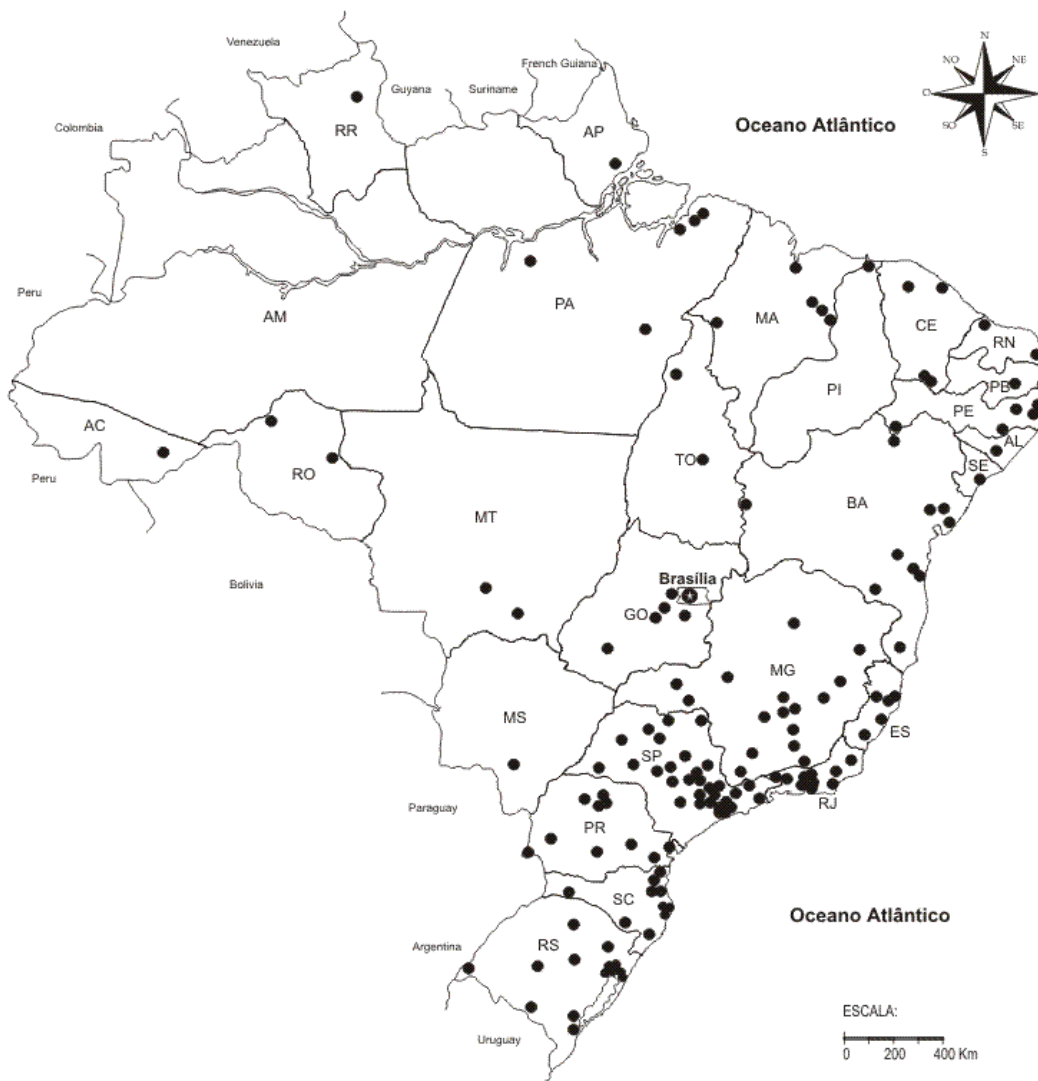 N
NO
NE
O
SO
SE
S
Venezuela
French Guiana
Guyana
Suriname
Colombia
RR
AP
Oceano Atlântico
Peru
AM
PA
MA
CE
RN
PB
PI
PE
AL
SE
AC
RO
TO
BA
Peru
MT
Bolivia
Brasília
GO
MG
MS
ES
SP
RJ
Paraguay
PR
SC
Oceano Atlântico
Argentina
RS
Uruguay
ESCALA:
0 200 400 Km